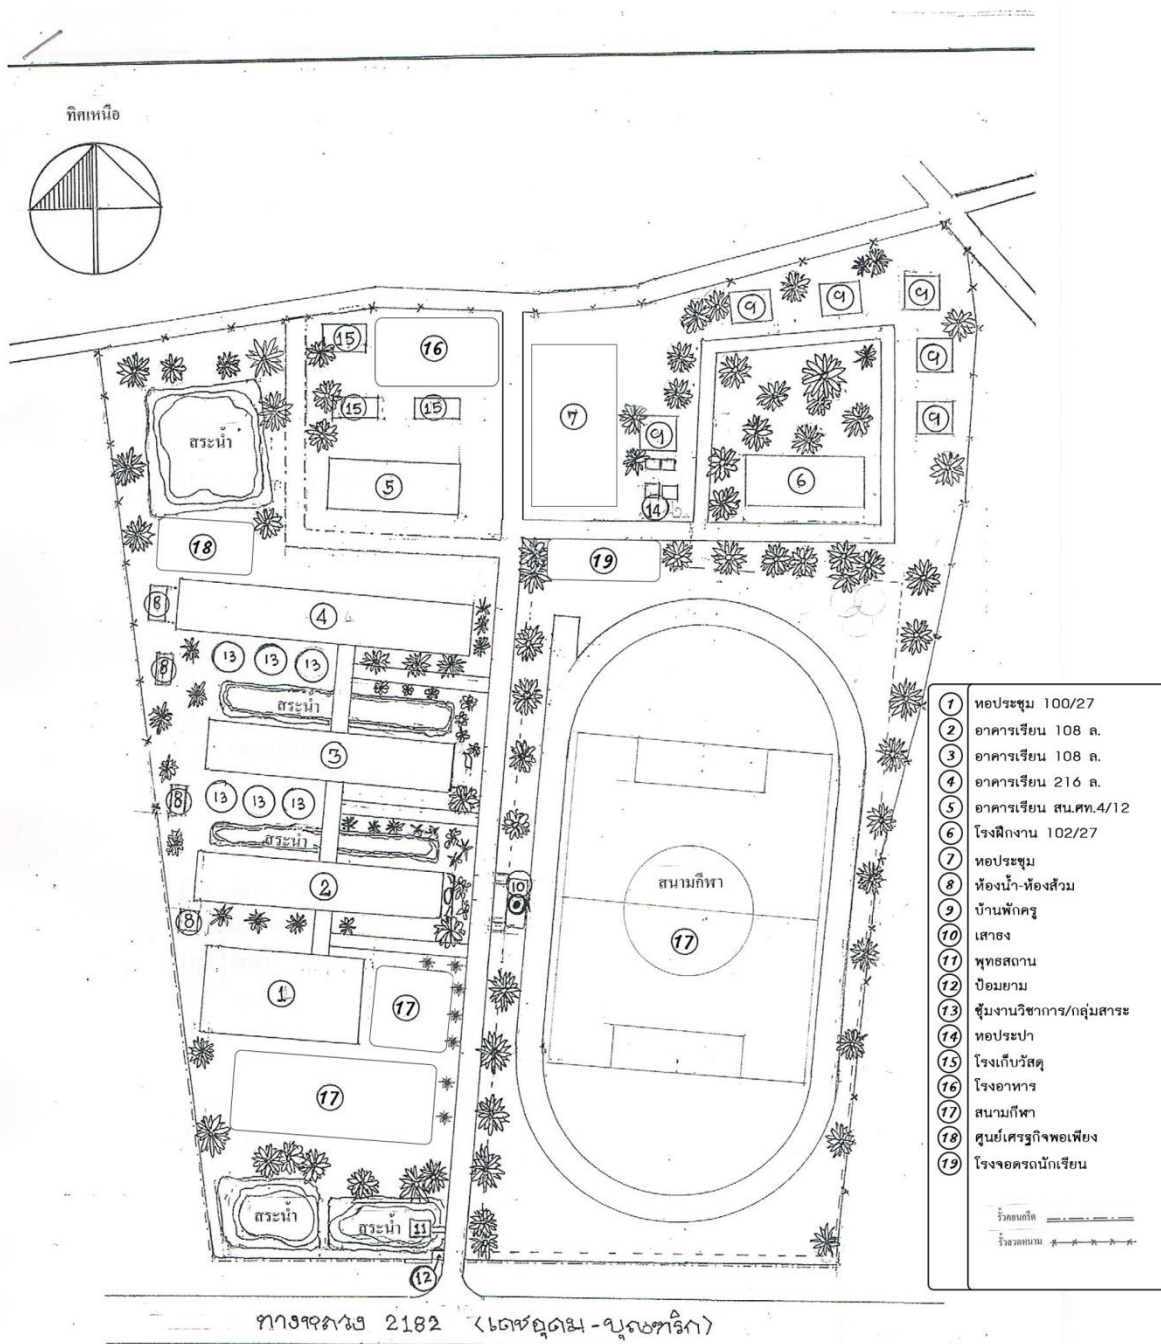 ทิศเหนือ
9
9
9
15
16
9
15
15
7
9
9
สระน้ำ
5
6
14
18
19
8
4
13
13
13
8
สระน้ำ
3
13
13
13
8
สระน้ำ
สนามกีฬา
2
10
8
17
1
17
17
สระน้ำ
สระน้ำ
11
12
1 หอประชุม 100/27
2 อาคารเรียน 108 ล.
3 อาคารเรียน 108 ล.
4 อาคารเรียน 216 ล.
5 อาคารเรียน สน.ศท.4/12
6 โรงฝึกงาน 102/27
7 หอประชุม
8 ห้องน้ำ-ห้องส้วม
9 บ้านพักครู
10 เสาธง
11 พุทธสถาน
12 ป้อมยาม
13 ซุ้มงานวิชาการ/กลุ่มสาระ
14 หอประปา
15 โรงเก็บวัสดุ
16 โรงอาหาร
17 สนามกีฬา
18 ศูนย์เศรษฐกิจพอเพียง
19 โรงจอดรถนักเรียน
รั้วคอนกรีต
รั้วลวดหนาม
ทางหลวง 2182 (เดชอุดม-บุณฑริก)